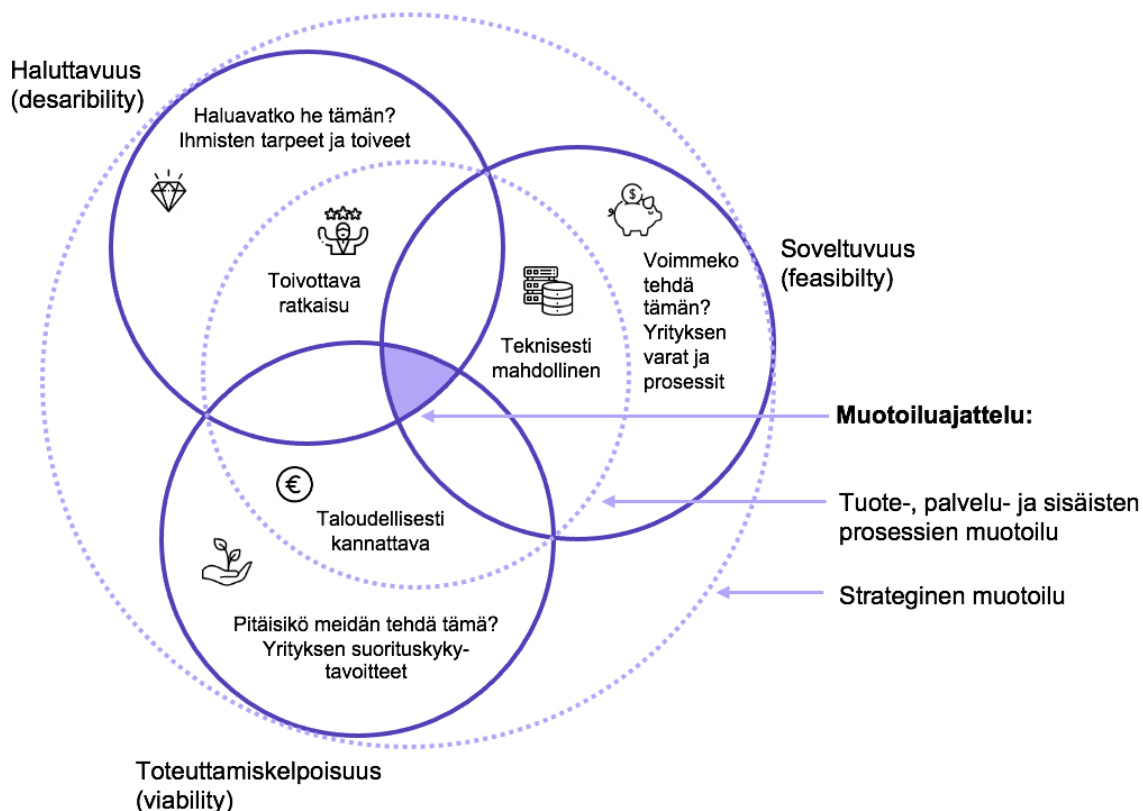 Haluttavuus
(desaribility)
Haluavatko he tämän?
Ihmisten tarpeet ja toiveet
Toivottava
ratkaisu
$
Voimmeko
tehdä
tämän?
Yrityksen
varat ja
prosessit
Soveltuvuus
(feasibilty)
Teknisesti
mahdollinen
Muotoiluajattelu:
€
Taloudellisesti
kannattava
Tuote-, palvelu- ja sisäisten
prosessien muotoilu
Strateginen muotoilu
Pitäisikö meidän tehdä tämä?
Yrityksen suorituskyky-
tavoitteet
Toteuttamiskelpoisuus
(viability)